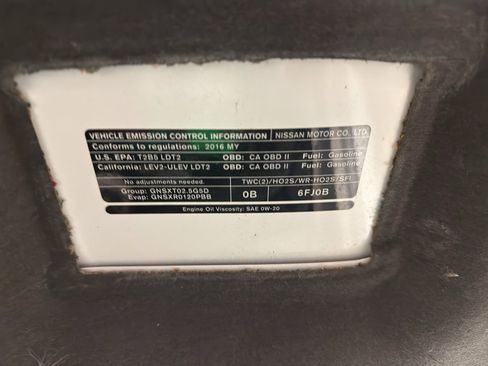 VEHICLE EMISSION CONTROL INFORMATION NISSAN MOTOR CO., LTD.
Conforms to regulations: 2016 MY
U.S. EPA: T2B5 LDT2 OBD: CA OBD II Fuel: Gasoline
California: LEV2-ULEV LDT2 OBD: CA OBD II Fuel: Gasoline
No adjustments needed. TWC(2)/HO2S/WR-HO2S/SFI
Group: GNSXT02.5G5D
Evap: GNSXR0120PBB
0B 6FJ0B
Engine Oil Viscosity: SAE 0W-20